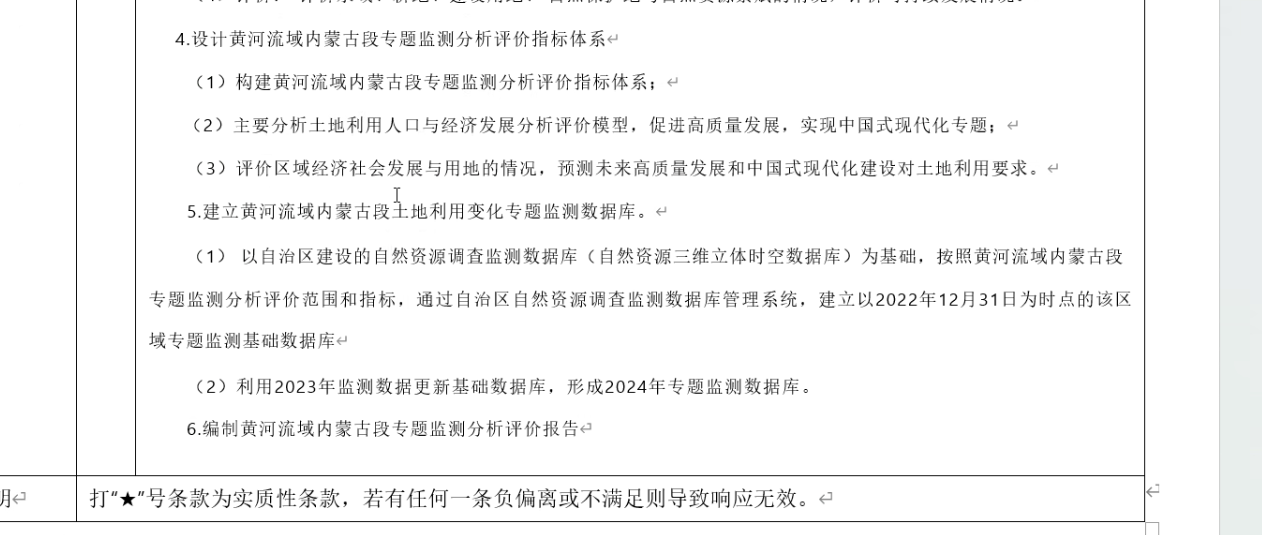 4.设计黄河流域内蒙古段专题监测分析评价指标体系↵
（1）构建黄河流域内蒙古段专题监测分析评价指标体系；↵
（2）主要分析土地利用人口与经济发展分析评价模型，促进高质量发展，实现中国式现代化专题；↵
（3）评价区域经济社会发展与用地的情况，预测未来高质量发展和中国式现代化建设对土地利用要求。↵
5.建立黄河流域内蒙古段土地利用变化专题监测数据库。↵
（1） 以自治区建设的自然资源调查监测数据库（自然资源三维立体时空数据库）为基础，按照黄河流域内蒙古段
专题监测分析评价范围和指标，通过自治区自然资源调查监测数据库管理系统，建立以2022年12月31日为时点的该区
域专题监测基础数据库↵
（2）利用2023年监测数据更新基础数据库，形成2024年专题监测数据库。
6.编制黄河流域内蒙古段专题监测分析评价报告↵
打“★”号条款为实质性条款，若有任何一条负偏离或不满足则导致响应无效。↵